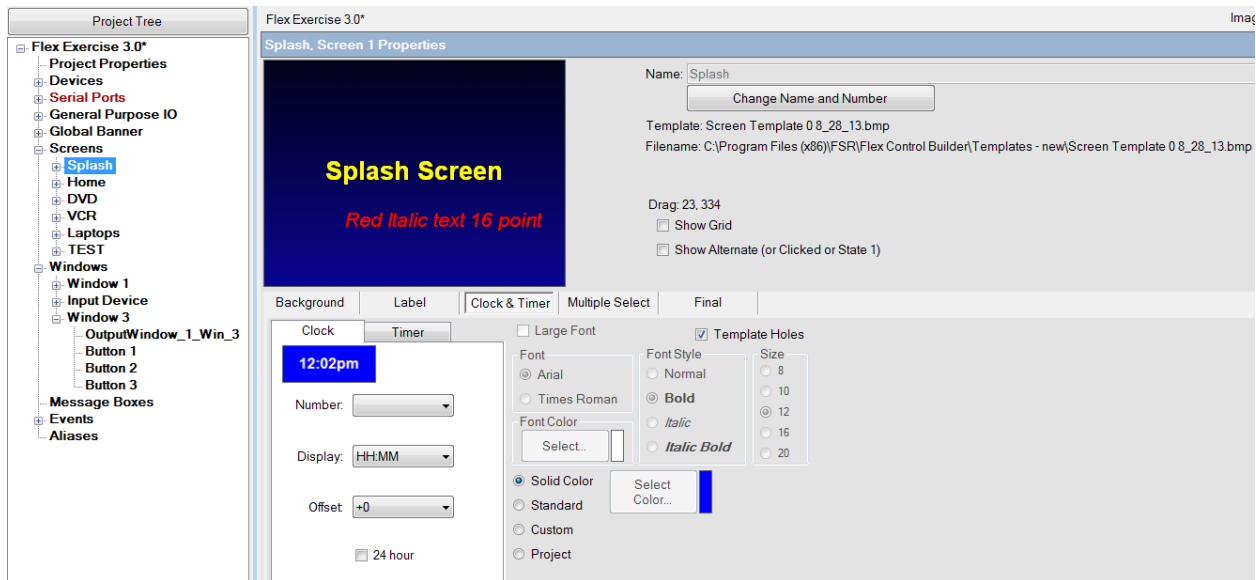 Project Tree
Flex Exercise 3.0*
Project Properties
Devices
Serial Ports
General Purpose IO
Global Banner
Screens
Splash
Home
DVD
VCR
Laptops
TEST
Windows
Window 1
Input Device
Window 3
OutputWindow_1_Win_3
Button 1
Button 2
Button 3
Message Boxes
Events
Aliases
Flex Exercise 3.0*
Splash, Screen 1 Properties
Splash Screen
Red Italic text 16 point
Name: Splash
Change Name and Number
Template: Screen Template 0 8_28_13.bmp
Filename: C:\Program Files (x86)\FSR\Flex Control Builder\Templates - new\Screen Template 0 8_28_13.bmp
Drag: 23, 334
Show Grid
Show Alternate (or Clicked or State 1)
Background Label Clock & Timer Multiple Select Final
Clock Timer
12:02pm
Number:
Display: HH:MM
Offset: +0
24 hour
Large Font
Template Holes
Font
Arial
Times Roman
Font Color
Select...
Font Style
Normal
Bold
Italic
Italic Bold
Size
8
10
12
16
20
Solid Color
Standard
Custom
Project
Select
Color...